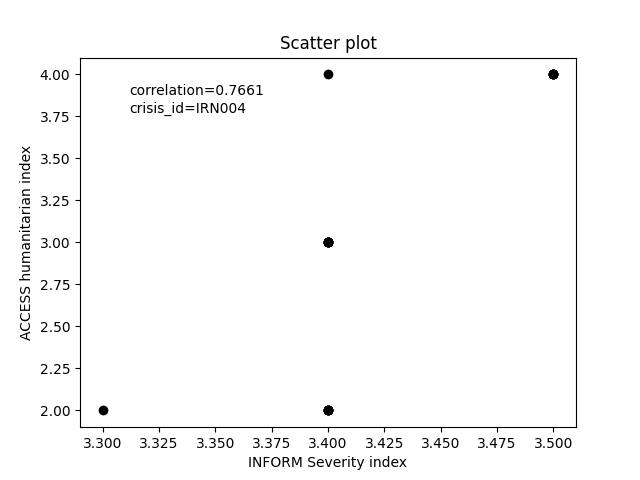 Scatter plot
correlation=0.7661
crisis_id=IRN004
4.00
3.75
3.50
3.25
3.00
2.75
2.50
2.25
2.00
ACCESS humanitarian index
3.300 3.325 3.350 3.375 3.400 3.425 3.450 3.475 3.500
INFORM Severity index